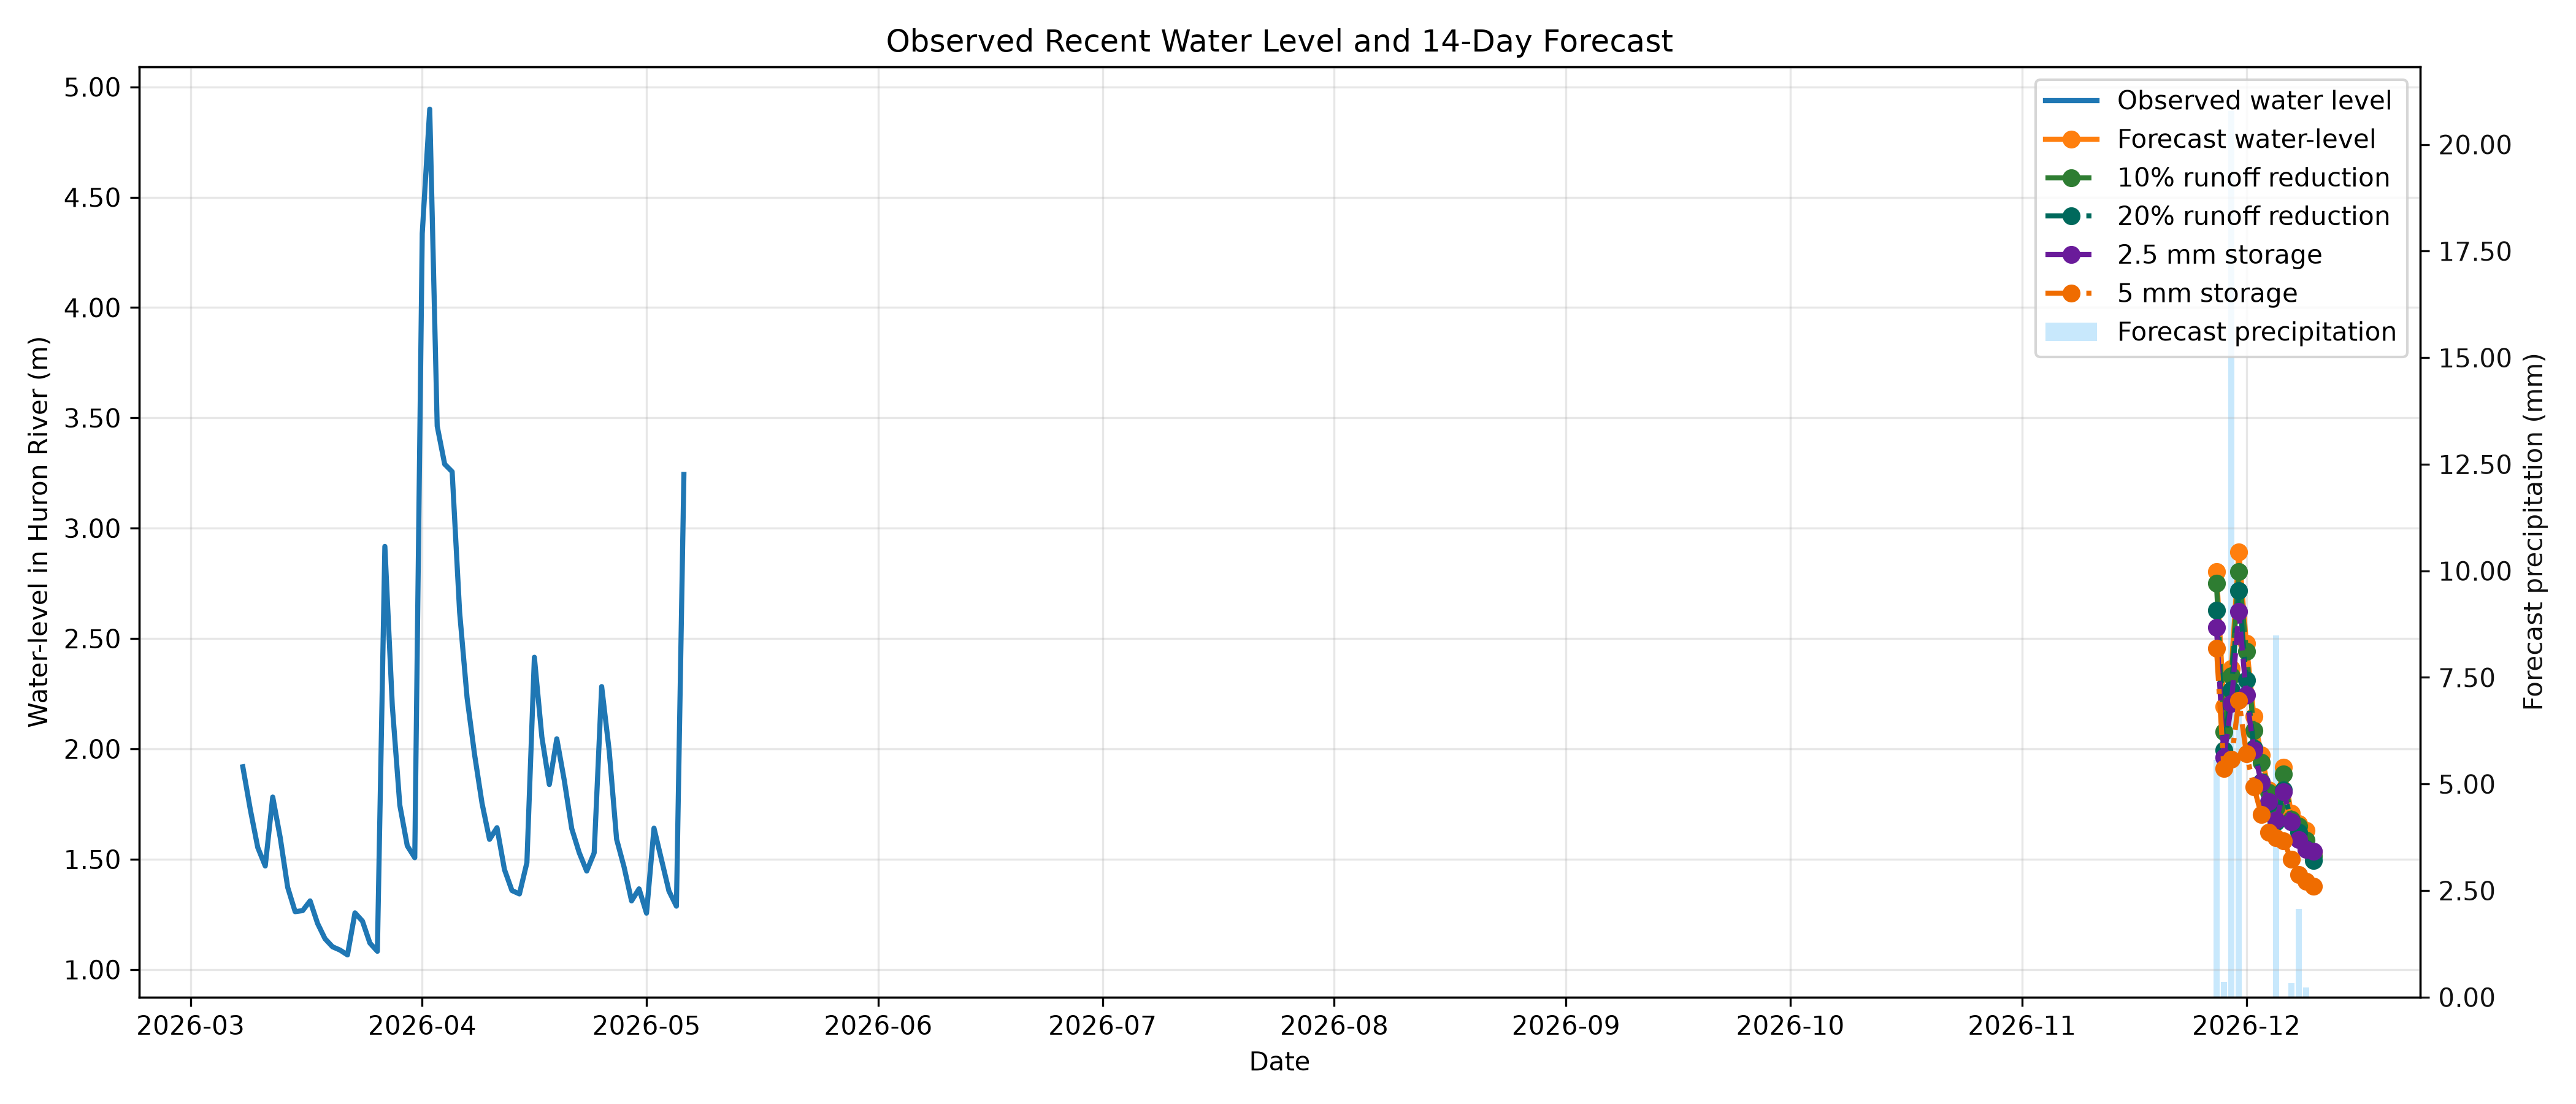 Observed Recent Water Level and 14-Day Forecast
5.00
4.50
4.00
3.50
3.00
2.50
2.00
1.50
1.00
Water-level in Huron River (m)
Observed water level
Forecast water-level
10% runoff reduction
20% runoff reduction
2.5 mm storage
5 mm storage
Forecast precipitation
20.00
17.50
15.00
12.50
10.00
7.50
5.00
2.50
0.00
Forecast precipitation (mm)
2026-03 2026-04 2026-05 2026-06 2026-07 2026-08 2026-09 2026-10 2026-11 2026-12
Date